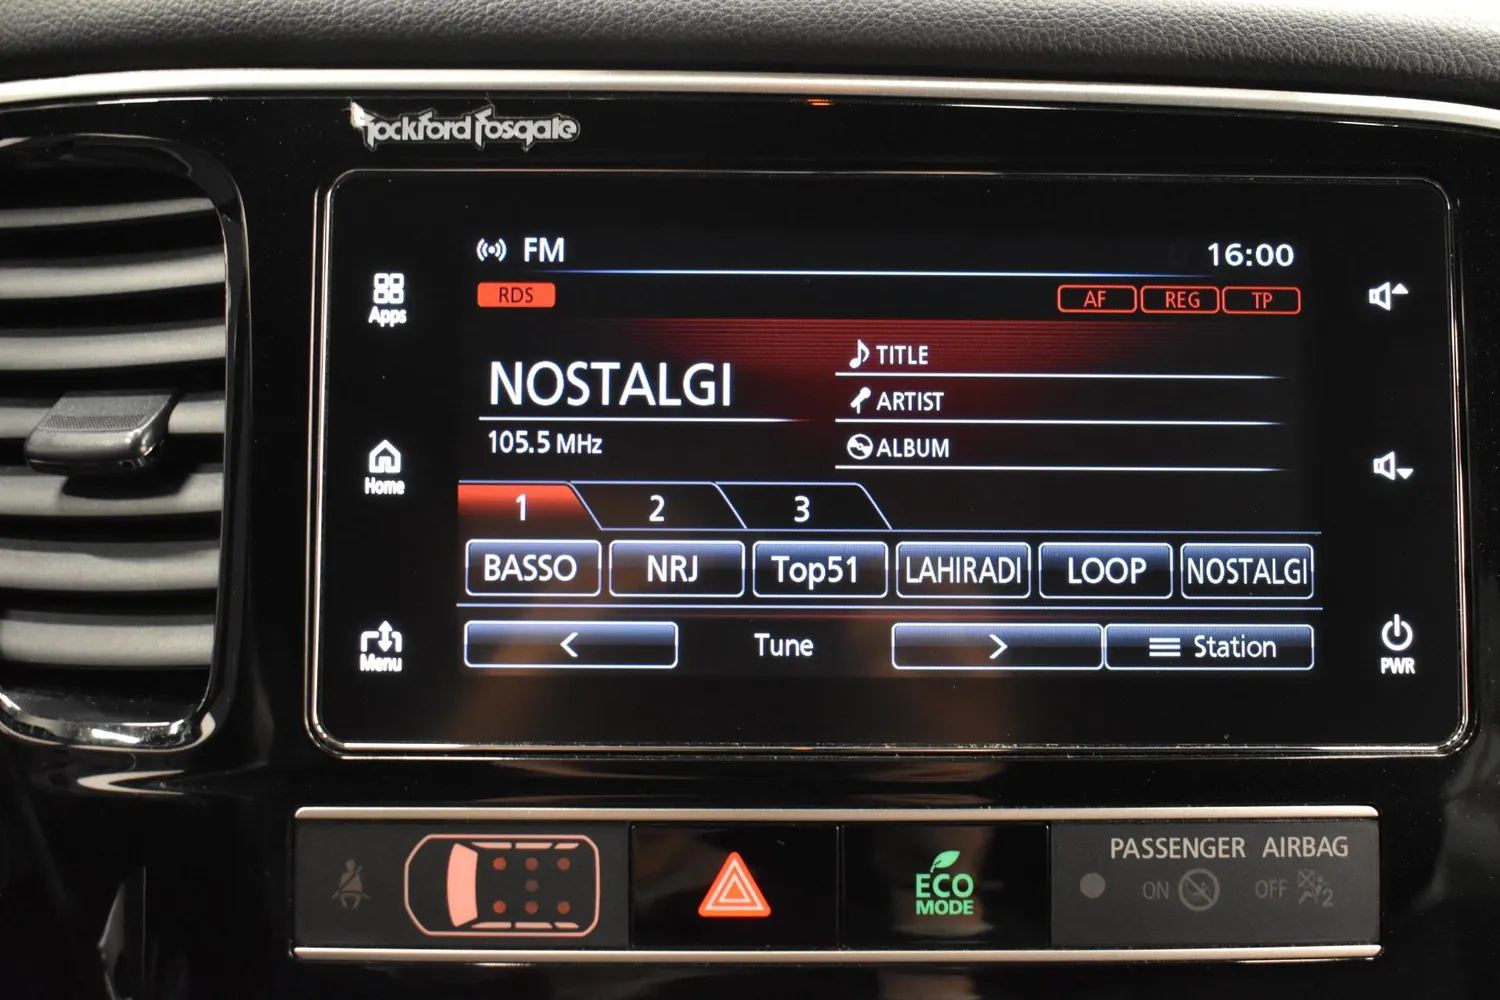 Rockford Fosgate
FM
16:00
RDS
AF REG TP
Apps
NOSTALGI
105.5 MHz
TITLE
ARTIST
ALBUM
Home
1 2 3
BASSO NRJ Top51 LAHIRADI LOOP NOSTALGI
< Tune > Station
Menu
PWR
ECO
MODE
PASSENGER AIRBAG
ON OFF 2